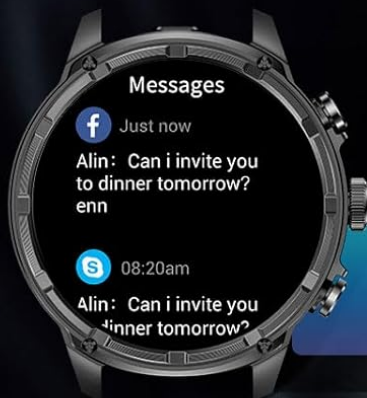 Messages
f Just now
Alin： Can i invite you
to dinner tomorrow?
enn
S 08:20am
Alin： Can i invite you
dinner tomorrow?